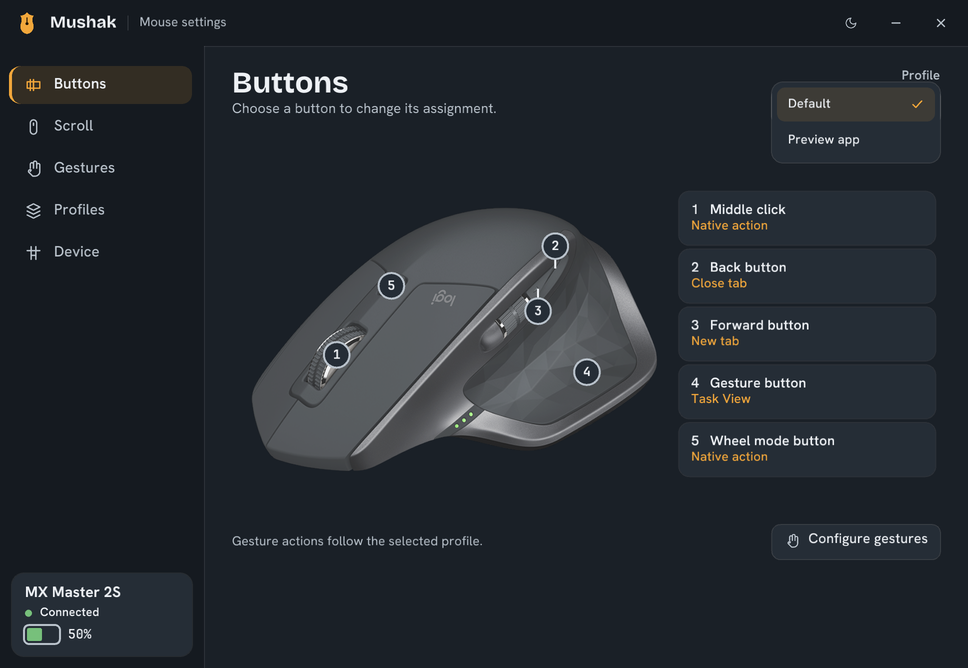 Mushak
Mouse settings
Buttons
Scroll
Gestures
Profiles
Device
MX Master 2S
Connected
50%
Buttons
Choose a button to change its assignment.
Profile
Default
Preview app
logi
1
2
3
4
5
1 Middle click
Native action
2 Back button
Close tab
3 Forward button
New tab
4 Gesture button
Task View
5 Wheel mode button
Native action
Gesture actions follow the selected profile.
Configure gestures